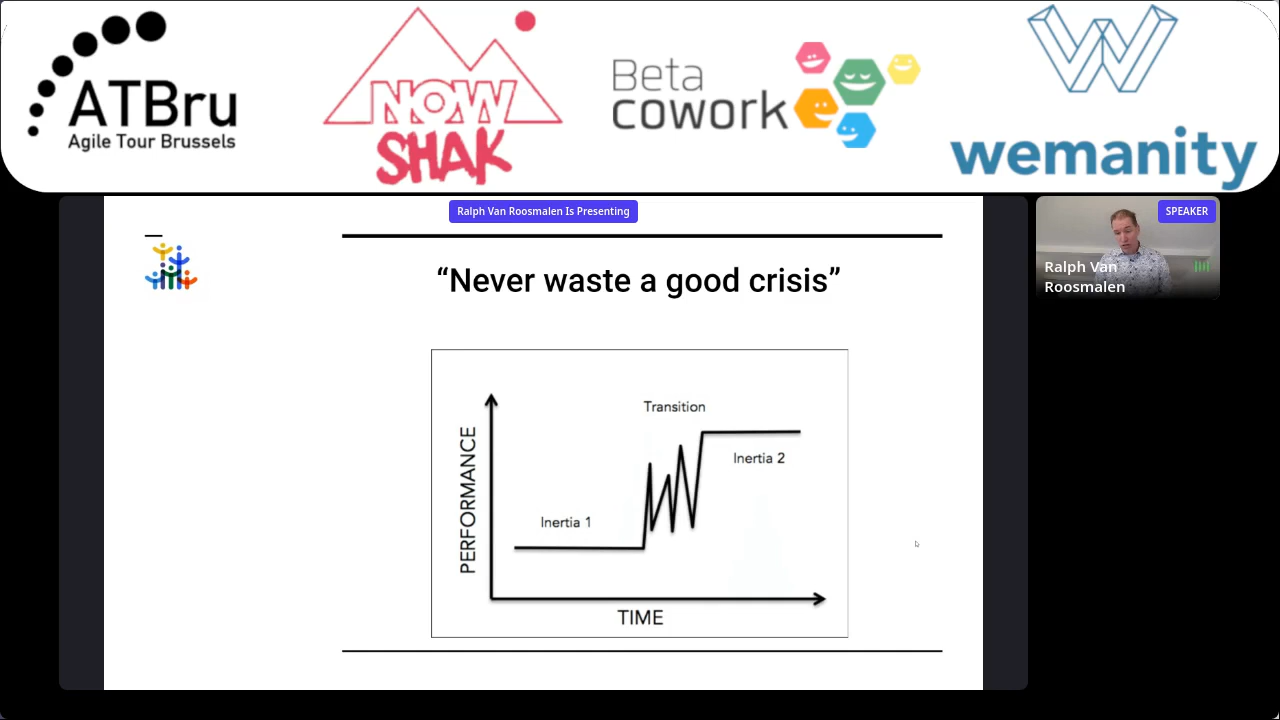 ATBru
Agile Tour Brussels
NOW
SHAK
Beta
cowork
W
wemanity
Ralph Van Roosmalen Is Presenting
SPEAKER
Ralph Van
Roosmalen
“Never waste a good crisis”
PERFORMANCE
Transition
Inertia 2
Inertia 1
TIME